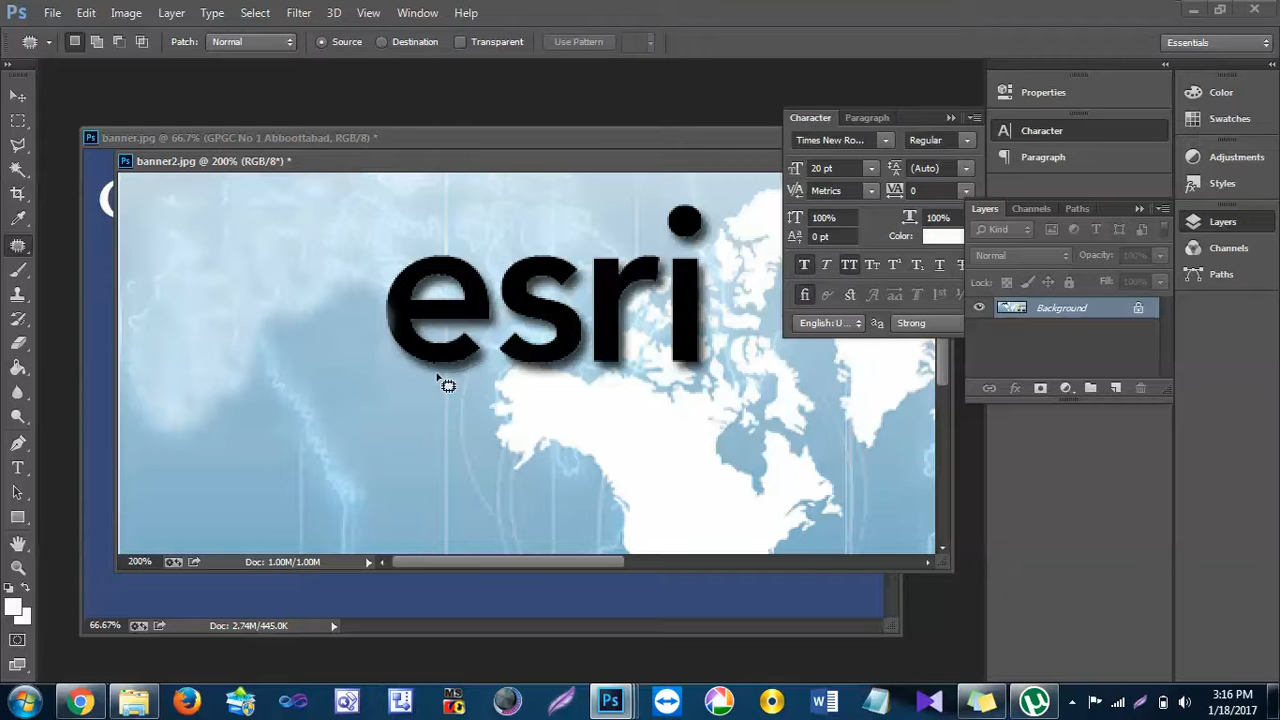 Ps File Edit Image Layer Type Select Filter 3D View Window Help
Patch: Normal Source Destination Transparent Use Pattern Essentials
banner.jpg @ 66.7% (GPGC No 1 Abboottabad, RGB/8) *
banner2.jpg @ 200% (RGB/8*) *
esri
200% Doc: 1.00M/1.00M
66.67% Doc: 2.74M/445.0K
Character Paragraph
Times New Ro... Regular
20 pt (Auto)
Metrics 0
100% 100%
0 pt Color:
English: U... Strong
Properties
Character
Paragraph
Layers Channels Paths
Kind
Normal Opacity: 100%
Lock: Fill: 100%
Background
Color
Swatches
Adjustments
Styles
Layers
Channels
Paths
3:16 PM
1/18/2017